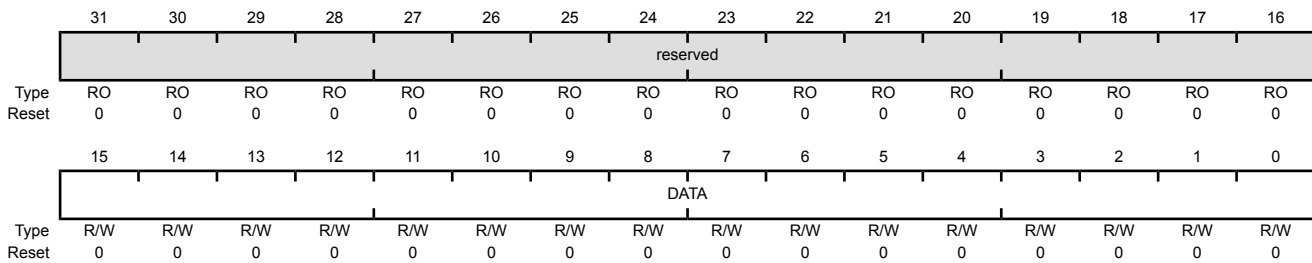 31 30 29 28 27 26 25 24 23 22 21 20 19 18 17 16
reserved
Type RO RO RO RO RO RO RO RO RO RO RO RO RO RO RO RO
Reset 0 0 0 0 0 0 0 0 0 0 0 0 0 0 0 0
15 14 13 12 11 10 9 8 7 6 5 4 3 2 1 0
DATA
Type R/W R/W R/W R/W R/W R/W R/W R/W R/W R/W R/W R/W R/W R/W R/W R/W
Reset 0 0 0 0 0 0 0 0 0 0 0 0 0 0 0 0